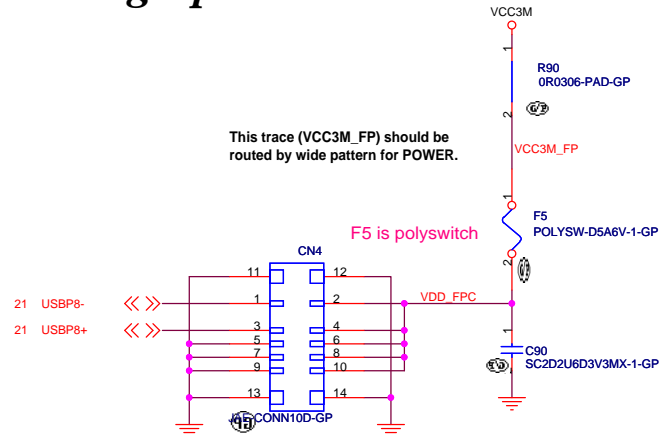 VCC3M
1
R90
0R0306-PAD-GP
2
G/P
This trace (VCC3M_FP) should be
routed by wide pattern for POWER.
VCC3M_FP
1
F5
POLYSW-D5A6V-1-GP
F5 is polyswitch
2
CN4
11 12
21 USBP8- 1 2 VDD_FPC
21 USBP8+ 3 4
5 6
7 8
9 10
1
C90
SC2D2U6D3V3MX-1-GP
2
13 14
CONN10D-GP